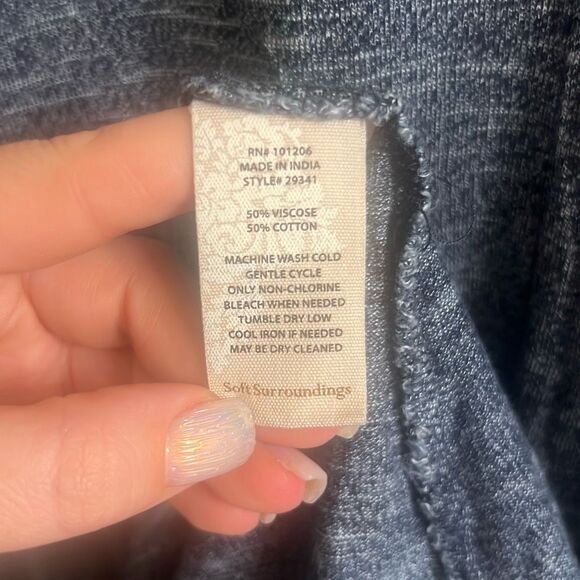 RN# 101206
MADE IN INDIA
STYLE# 29341
50% VISCOSE
50% COTTON
MACHINE WASH COLD
GENTLE CYCLE
ONLY NON-CHLORINE
BLEACH WHEN NEEDED
TUMBLE DRY LOW
COOL IRON IF NEEDED
MAY BE DRY CLEANED
Soft Surroundings